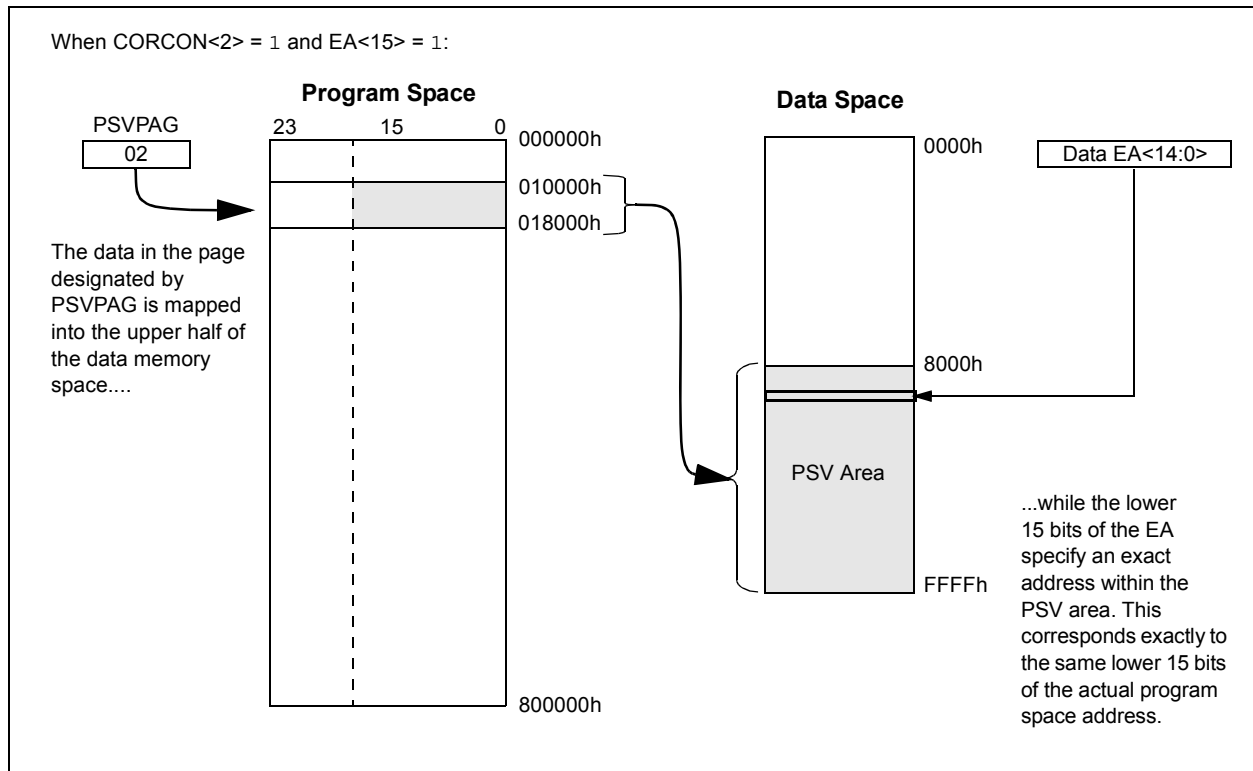 When CORCON<2> = 1 and EA<15> = 1:
Program Space
Data Space
PSVPAG
02
23 15 0
000000h
010000h
018000h
800000h
The data in the page
designated by
PSVPAG is mapped
into the upper half of
the data memory
space....
0000h
8000h
FFFFh
PSV Area
Data EA<14:0>
...while the lower
15 bits of the EA
specify an exact
address within the
PSV area. This
corresponds exactly to
the same lower 15 bits
of the actual program
space address.